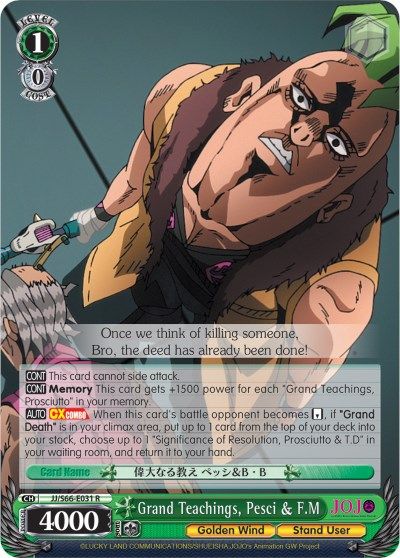 LEVEL
1
0
COST
Once we think of killing someone,
Bro, the deed has already been done!
CONT This card cannot side attack.
CONT Memory This card gets +1500 power for each "Grand Teachings,
Prosciutto" in your memory.
AUTO CX COMBO When this card's battle opponent becomes, if "Grand
Death" is in your climax area, put up to 1 card from the top of your deck into
your stock, choose up to 1 "Significance of Resolution, Prosciutto & T.D" in
your waiting room, and return it to your hand.
Card Name 偉大なる教え ペッシ&B・B
CH JJ/S66-E031 R
4000
Grand Teachings, Pesci & F.M
JOJO
Golden Wind Stand User
©LUCKY LAND COMMUNICATIONS/SHUEISHA,JOJO's Animation GW Project